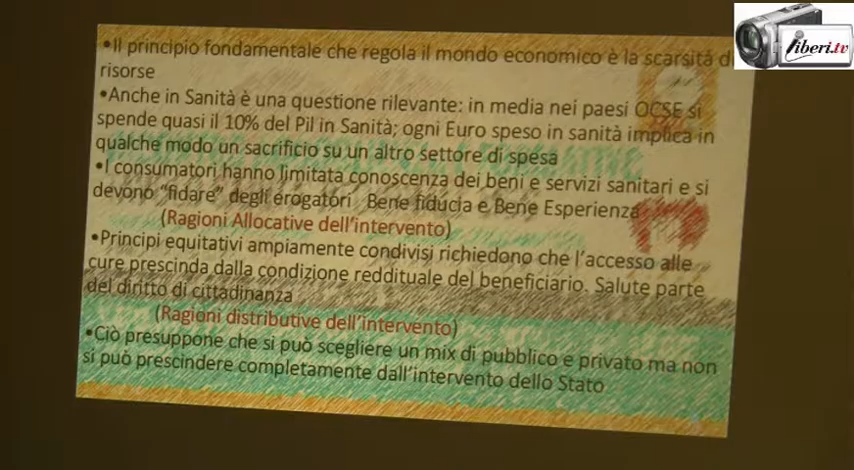 •Il principio fondamentale che regola il mondo economico è la scarsità di
risorse
•Anche in Sanità è una questione rilevante: in media nei paesi OCSE si
spende quasi il 10% del Pil in Sanità; ogni Euro speso in sanità implica in
qualche modo un sacrificio su un altro settore di spesa
•I consumatori hanno limitata conoscenza dei beni e servizi sanitari e si
devono "fidare" degli erogatori Bene fiducia e Bene Esperienza
(Ragioni Allocative dell'intervento)
•Principi equitativi ampiamente condivisi richiedono che l'accesso alle
cure prescinda dalla condizione reddituale del beneficiario. Salute parte
del diritto di cittadinanza
(Ragioni distributive dell'intervento)
•Ciò presuppone che si può scegliere un mix di pubblico e privato ma non
si può prescindere completamente dall'intervento dello Stato
liberi.tv